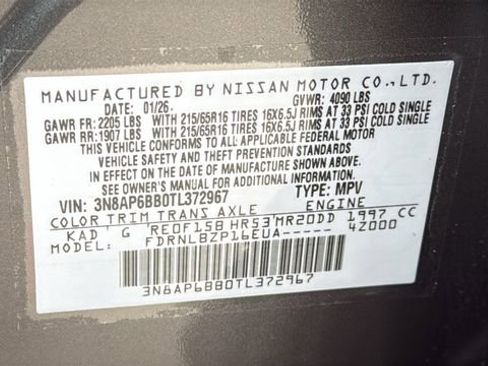 MANUFACTURED BY NISSAN MOTOR CO., LTD.
DATE: 01/26. GVWR: 4090 LBS
GAWR FR: 2205 LBS WITH 215/65R16 TIRES 16X6.5J RIMS AT 33 PSI COLD SINGLE
GAWR RR: 1907 LBS WITH 215/65R16 TIRES 16X6.5J RIMS AT 33 PSI COLD SINGLE
THIS VEHICLE CONFORMS TO ALL APPLICABLE FEDERAL MOTOR
VEHICLE SAFETY AND THEFT PREVENTION STANDARDS
IN EFFECT ON THE DATE OF MANUFACTURE SHOWN ABOVE.
SEE OWNER'S MANUAL FOR ADDITIONAL INFORMATION.
VIN: 3N8AP6BB0TL372967 TYPE: MPV
COLOR TRIM TRANS AXLE ENGINE
KAD G RE0F15B HR53 MR20DD 1997 CC
FDRNLBZP16EUA----- 4Z000
3N8AP6BB0TL372967